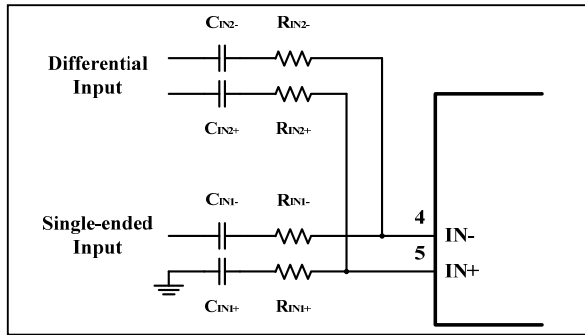 CIN2- RIN2-
Differential
Input
CIN2+ RIN2+
CIN1- RIN1-
Single-ended
Input
4 IN-
5 IN+
CIN1+ RIN1+